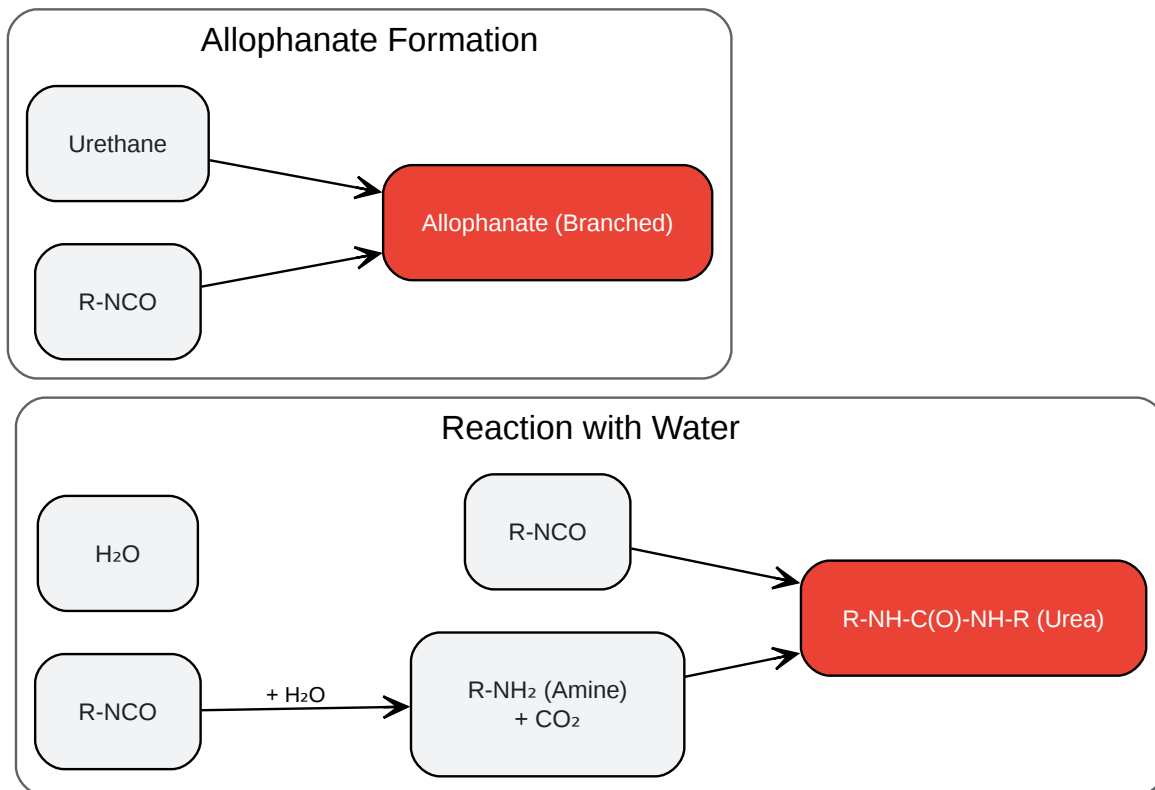 Allophanate Formation
Urethane
Allophanate (Branched)
R-NCO
Reaction with Water
H₂O
R-NCO
R-NH-C(O)-NH-R (Urea)
R-NCO
+ H₂O
R-NH₂ (Amine)
+ CO₂